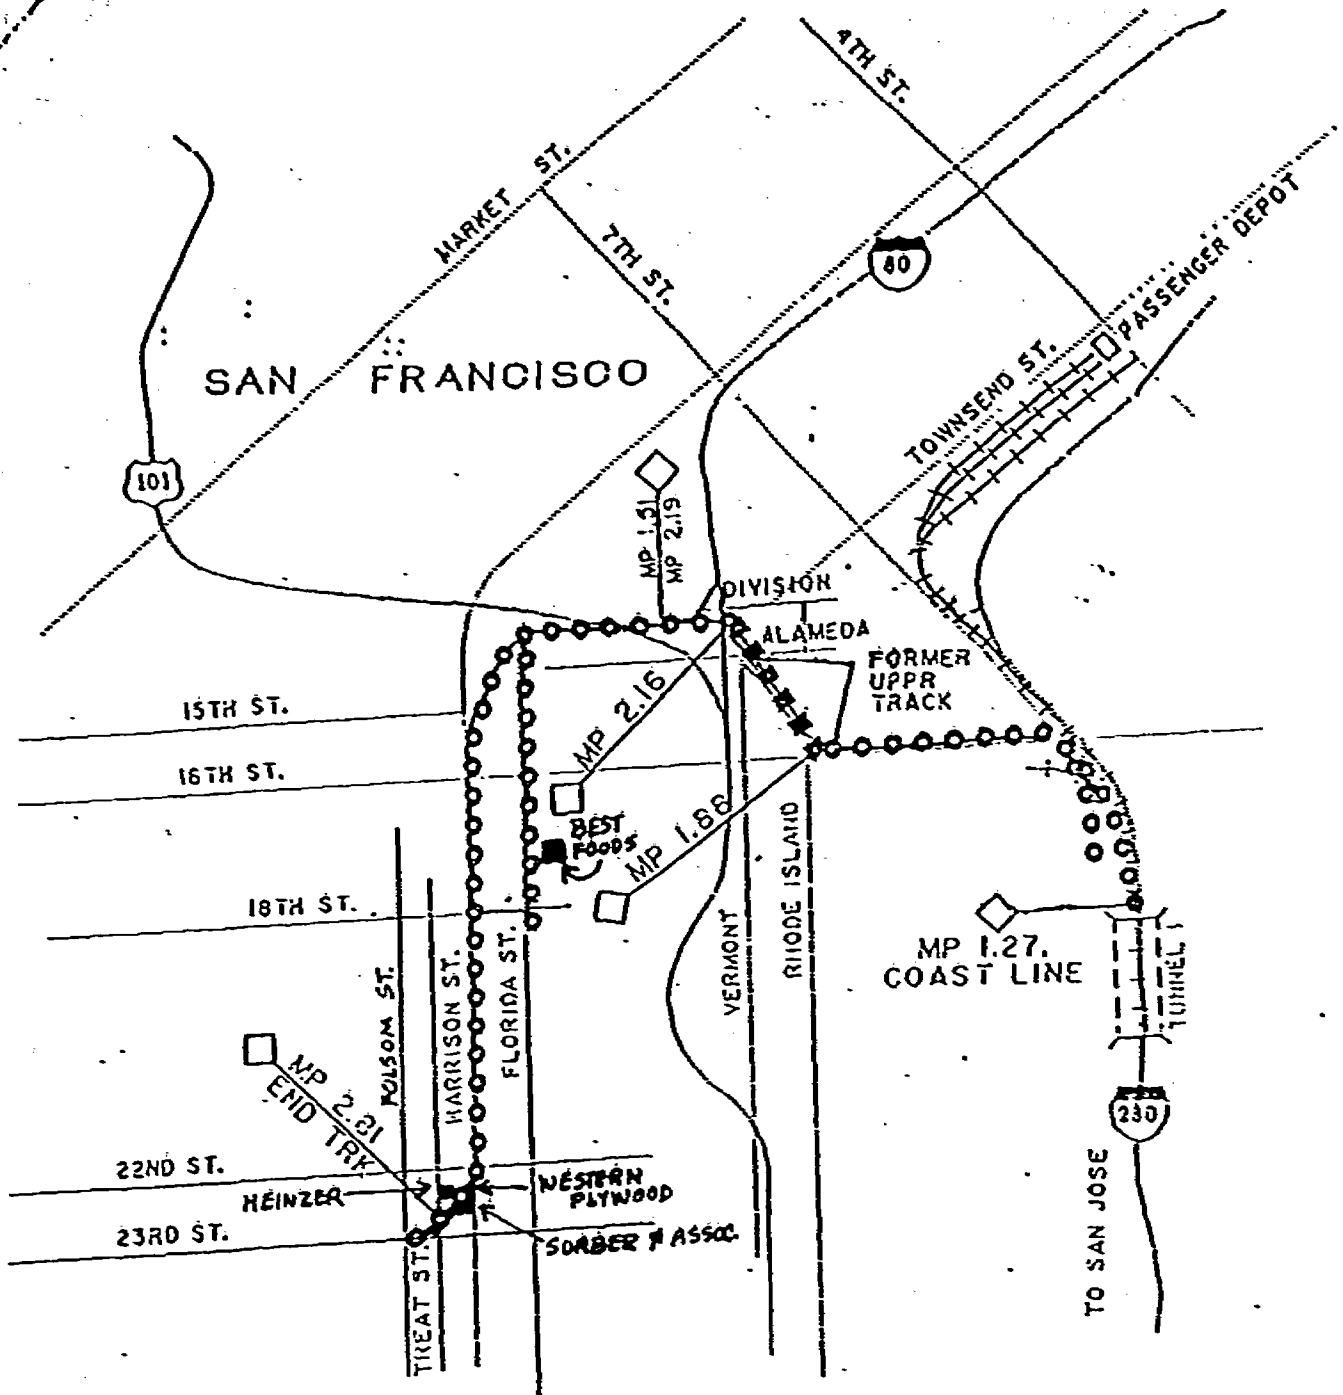 4TH ST.
MARKET ST.
7TH ST.
80
PASSENGER DEPOT
TOWNSEND ST.
SAN FRANCISCO
101
MP 1.51
MP 2.19
DIVISION
ALAMEDA
FORMER
UPPR
TRACK
15TH ST.
MP 2.16
16TH ST.
BEST
FOODS
MP 1.88
RHODE ISLAND
18TH ST.
VERMONT
MP 1.27.
COAST LINE
TUNNEL 1
FOLSOM ST.
HARRISON ST.
FLORIDA ST.
MP 2.81
END TRK
280
22ND ST.
HEINZER
WESTERN
PLYWOOD
23RD ST.
SORBER & ASSOC.
TREAT ST.
TO SAN JOSE